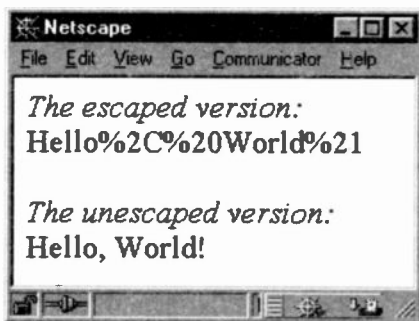 Netscape
File Edit View Go Communicator Help
The escaped version:
Hello%2C%20World%21
The unescaped version:
Hello, World!